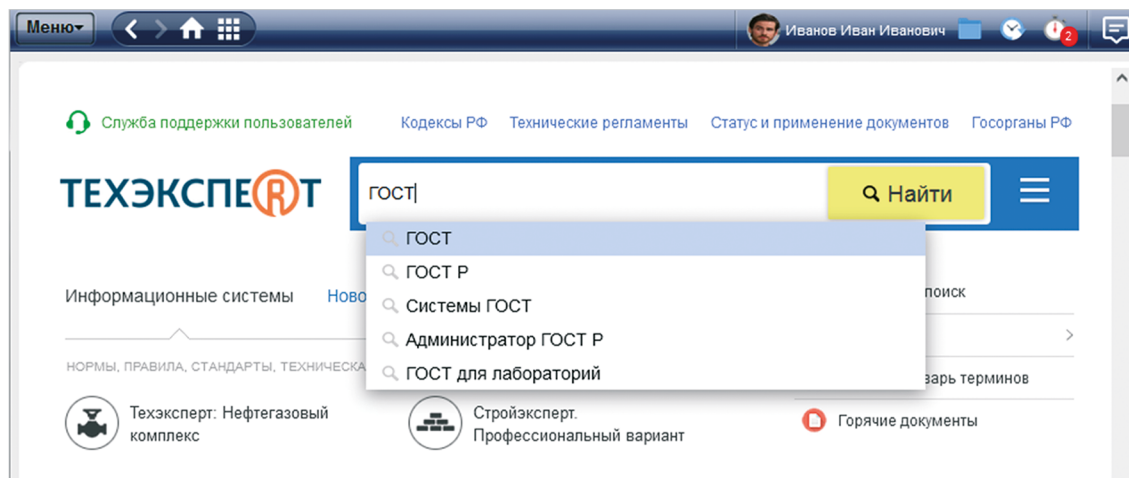 Меню
Иванов Иван Иванович
2
Служба поддержки пользователей Кодексы РФ Технические регламенты Статус и применение документов Госорганы РФ
ТЕХЭКСПЕRТ
ГОСТ
Найти
ГОСТ
ГОСТ Р
Системы ГОСТ
Администратор ГОСТ Р
ГОСТ для лабораторий
Информационные системы Ново
поиск
НОРМЫ, ПРАВИЛА, СТАНДАРТЫ, ТЕХНИЧЕСКА
варь терминов
Техэксперт: Нефтегазовый
комплекс
Стройэксперт.
Профессиональный вариант
Горячие документы